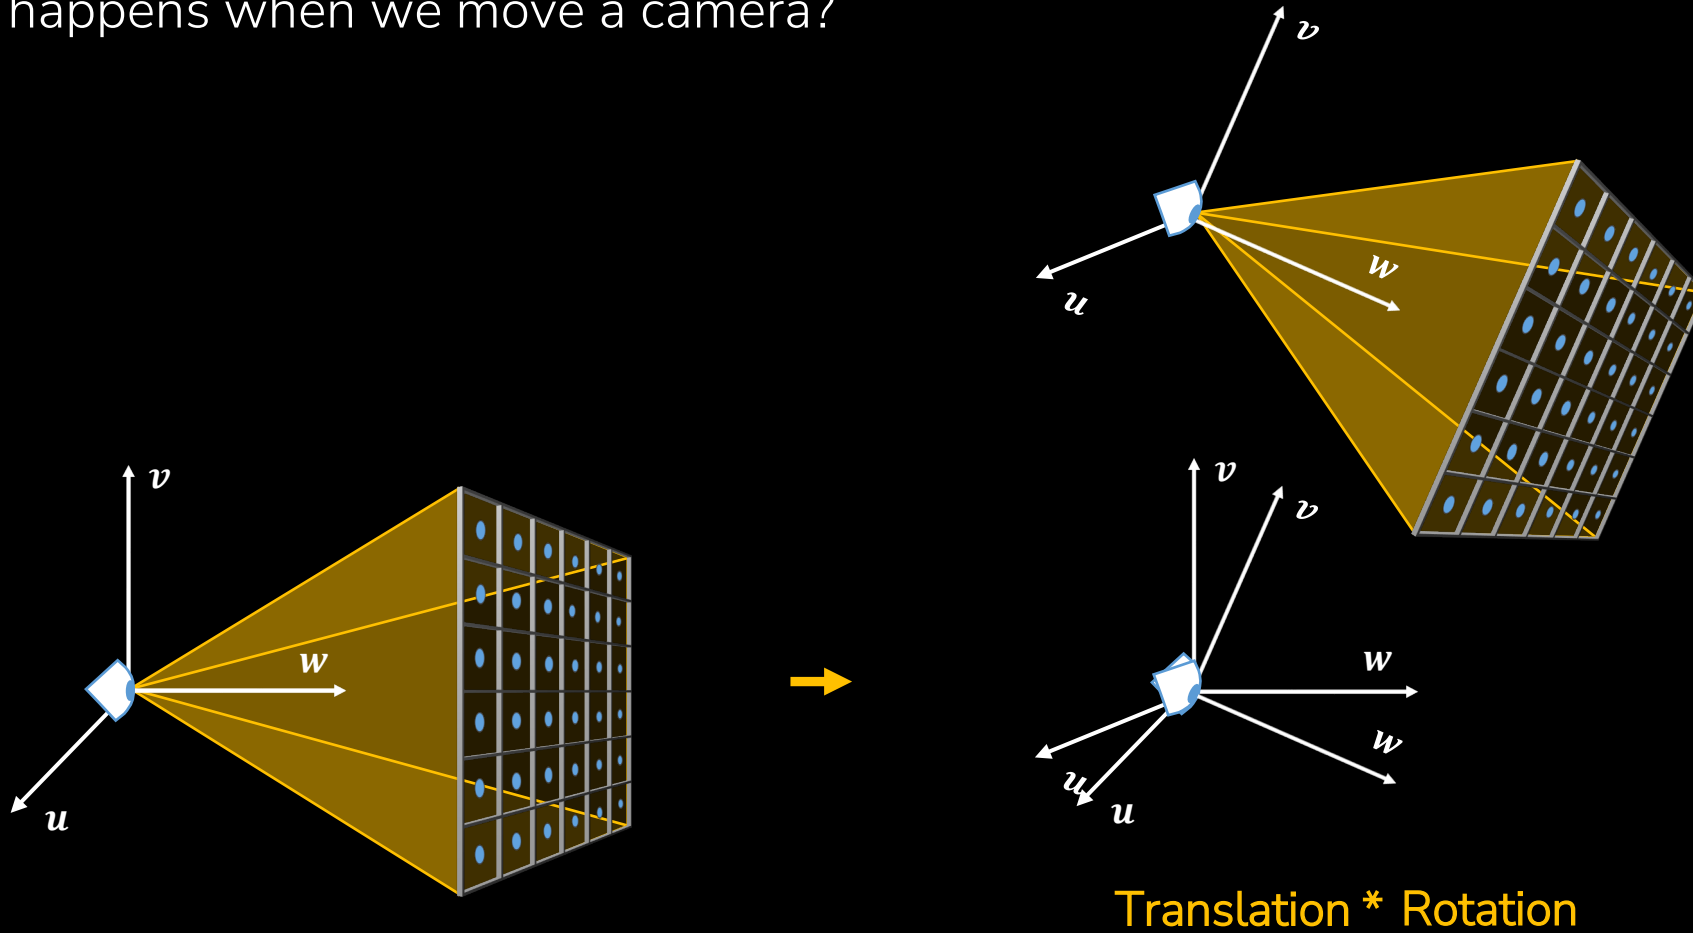 happens when we move a camera?
v
w
u
v
w
u
v
v
w
w
u
u
Translation * Rotation